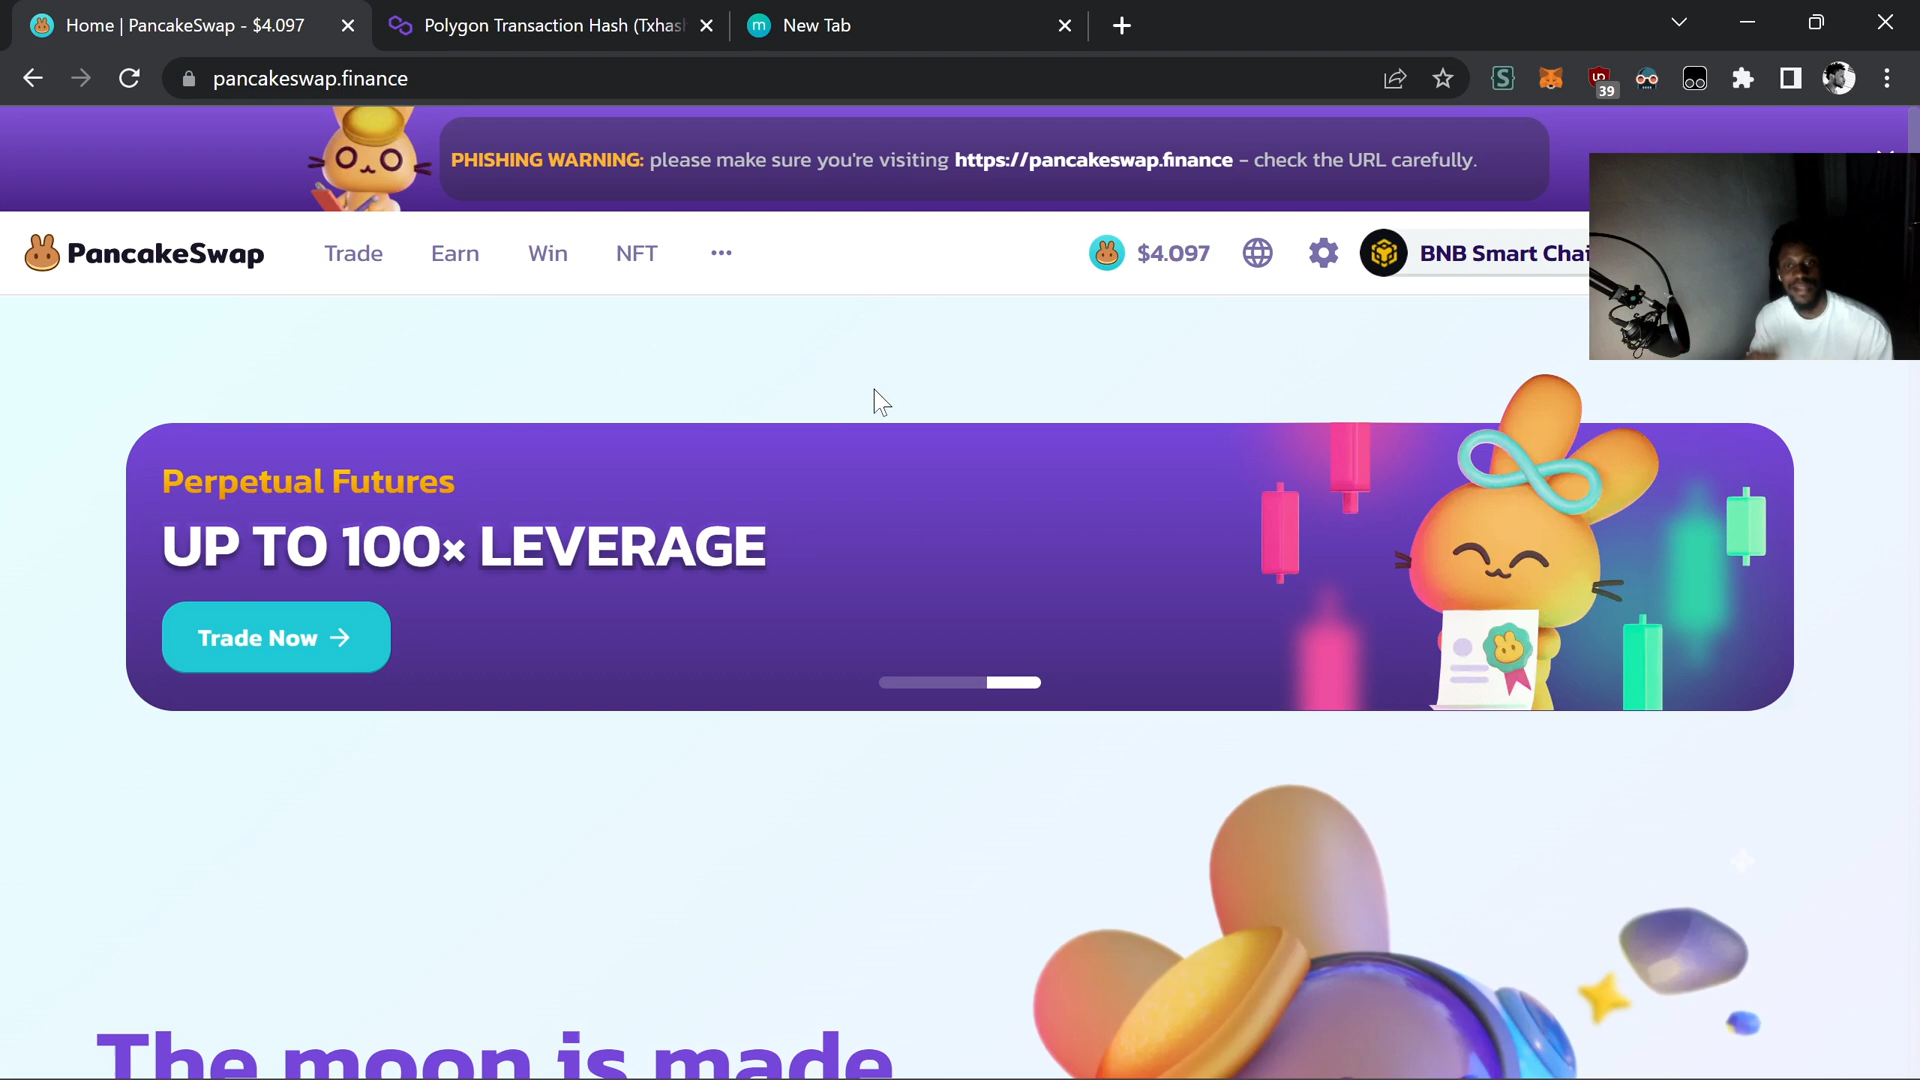 Home | PancakeSwap - $4.097
Polygon Transaction Hash (Txhas
m
New Tab
pancakeswap.finance
S
39
PHISHING WARNING: please make sure you're visiting https://pancakeswap.finance - check the URL carefully.
PancakeSwap
Trade
Earn
Win
NFT
$4.097
BNB Smart Chai
Perpetual Futures
UP TO 100× LEVERAGE
Trade Now →
The moon is made